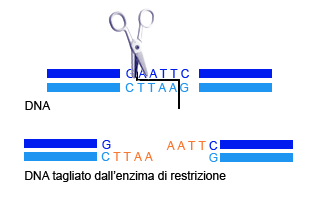 GAATTC
CTTAAG
DNA
G AATTC
CTTAA G
DNA tagliato dall'enzima di restrizione